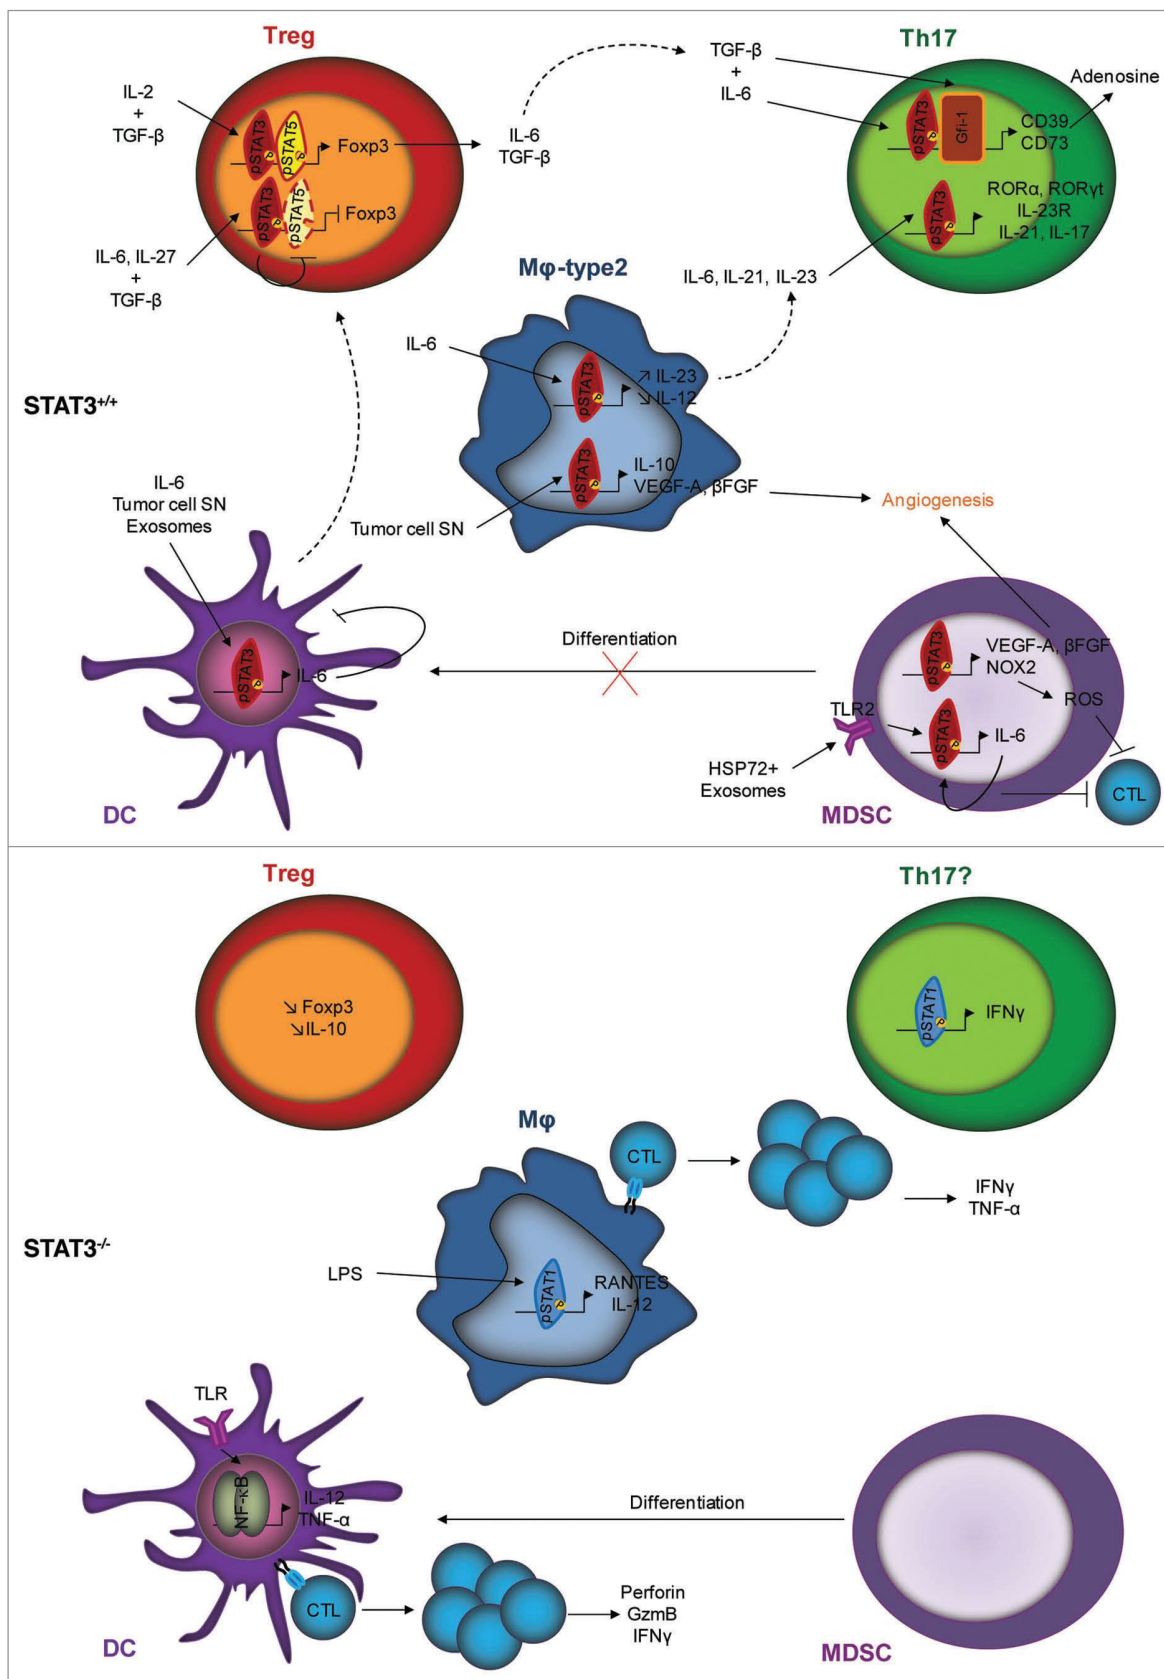 Treg
Th17
IL-2
+
TGF-β
pSTAT3
P
pSTAT5
P
Foxp3
IL-6
TGF-β
TGF-β
+
IL-6
pSTAT3
P
Gfi-1
CD39
CD73
Adenosine
IL-6, IL-27
+
TGF-β
pSTAT3
P
pSTAT5
Foxp3
pSTAT3
P
RORα, RORγt
IL-23R
IL-21, IL-17
Mφ-type2
IL-6, IL-21, IL-23
IL-6
pSTAT3
P
↗ IL-23
↘ IL-12
STAT3+/+
Tumor cell SN
pSTAT3
P
IL-10
VEGF-A, βFGF
Angiogenesis
IL-6
Tumor cell SN
Exosomes
pSTAT3
P
IL-6
DC
Differentiation
pSTAT3
P
VEGF-A, βFGF
NOX2
ROS
TLR2
pSTAT3
P
IL-6
HSP72+
Exosomes
MDSC
CTL
Treg
Th17?
↘ Foxp3
↘IL-10
pSTAT1
P
IFNγ
Mφ
CTL
IFNγ
TNF-α
STAT3-/-
LPS
pSTAT1
P
RANTES
IL-12
TLR
NF-κB
IL-12
TNF-α
Differentiation
CTL
Perforin
GzmB
IFNγ
DC
MDSC